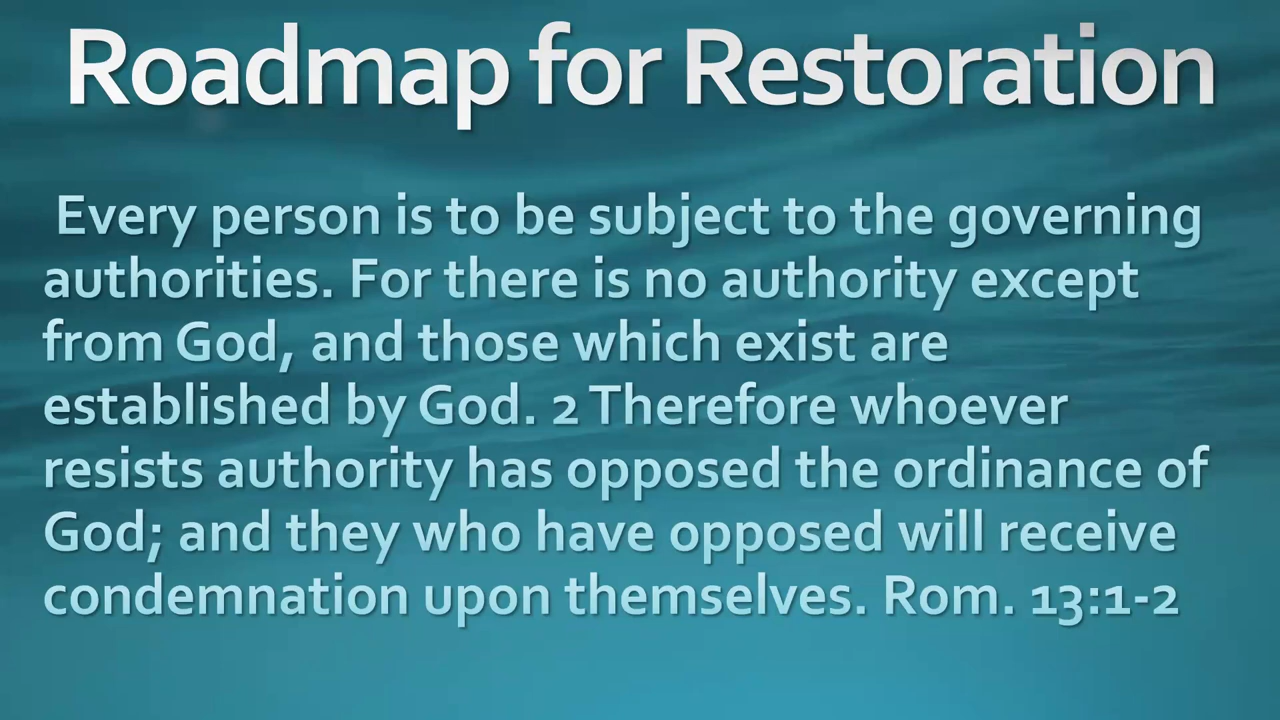 Roadmap for Restoration
Every person is to be subject to the governing
authorities. For there is no authority except
from God, and those which exist are
established by God. 2 Therefore whoever
resists authority has opposed the ordinance of
God; and they who have opposed will receive
condemnation upon themselves. Rom. 13:1-2